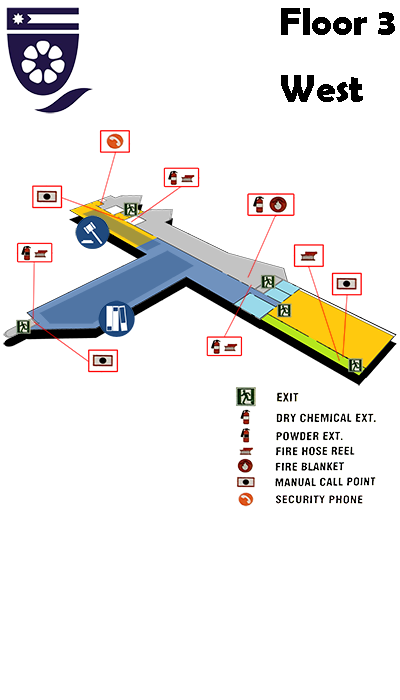 Floor 3
West
EXIT
DRY CHEMICAL EXT.
POWDER EXT.
FIRE HOSE REEL
FIRE BLANKET
MANUAL CALL POINT
SECURITY PHONE